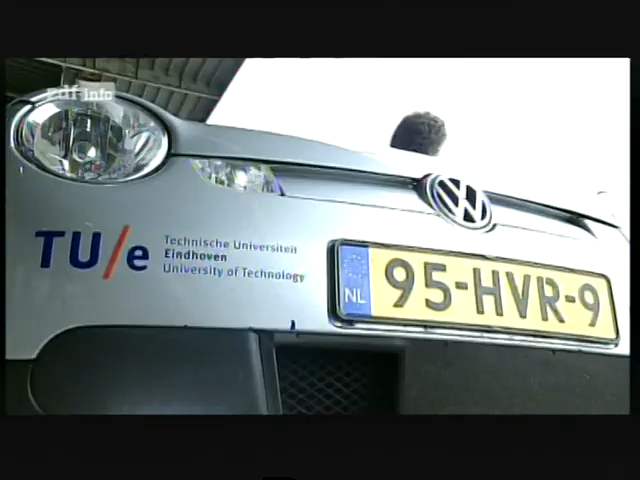 zdf info
TU/e
Technische Universiteit
Eindhoven
University of Technology
NL
95-HVR-9